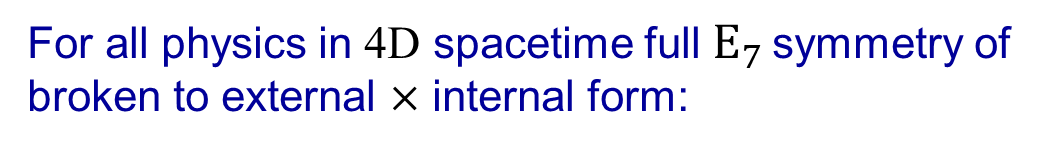 For all physics in 4D spacetime full E₇ symmetry of
broken to external × internal form: